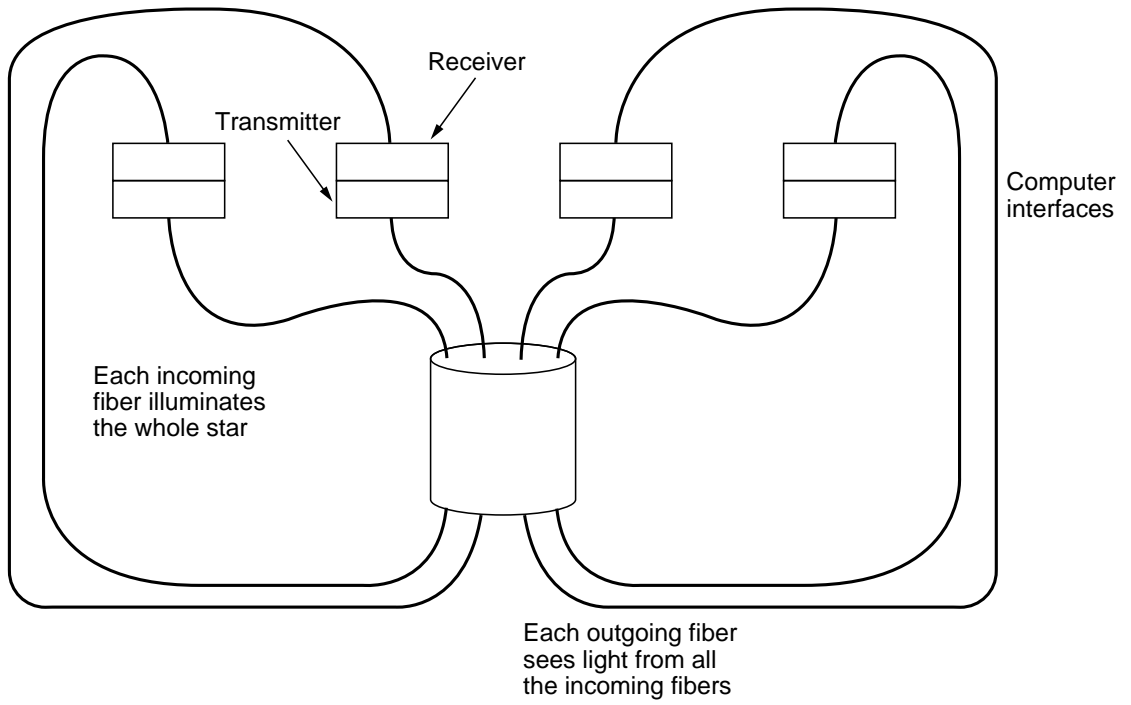 Receiver
Transmitter
Computer
interfaces
Each incoming
fiber illuminates
the whole star
Each outgoing fiber
sees light from all
the incoming fibers